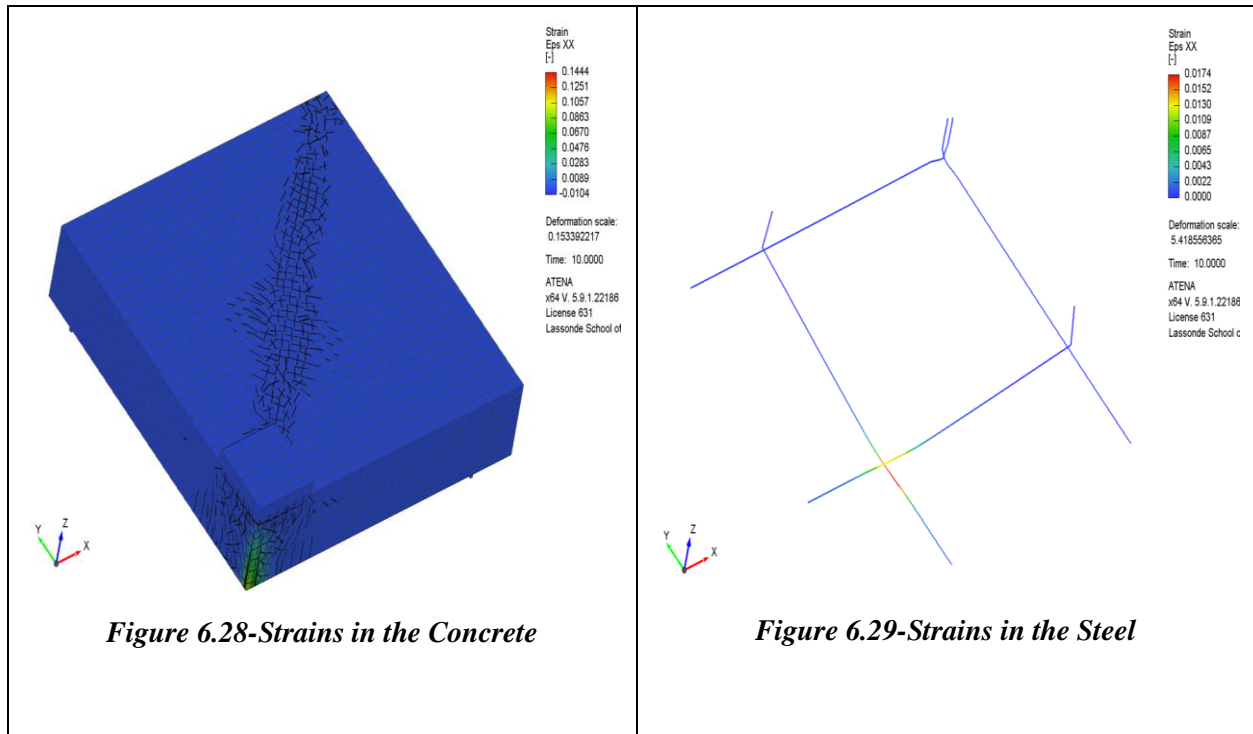 Strain
Eps XX
[-]
0.1444
0.1251
0.1057
0.0863
0.0670
0.0476
0.0283
0.0089
-0.0104
Deformation scale:
0.153392217
Time: 10.0000
ATENA
x64 V. 5.9.1.22186
License 631
Lassonde School of
Y
Z
X
Figure 6.28-Strains in the Concrete
Strain
Eps XX
[-]
0.0174
0.0152
0.0130
0.0109
0.0087
0.0065
0.0043
0.0022
0.0000
Deformation scale:
5.418556365
Time: 10.0000
ATENA
x64 V. 5.9.1.22186
License 631
Lassonde School o
Y
Z
X
Figure 6.29-Strains in the Steel